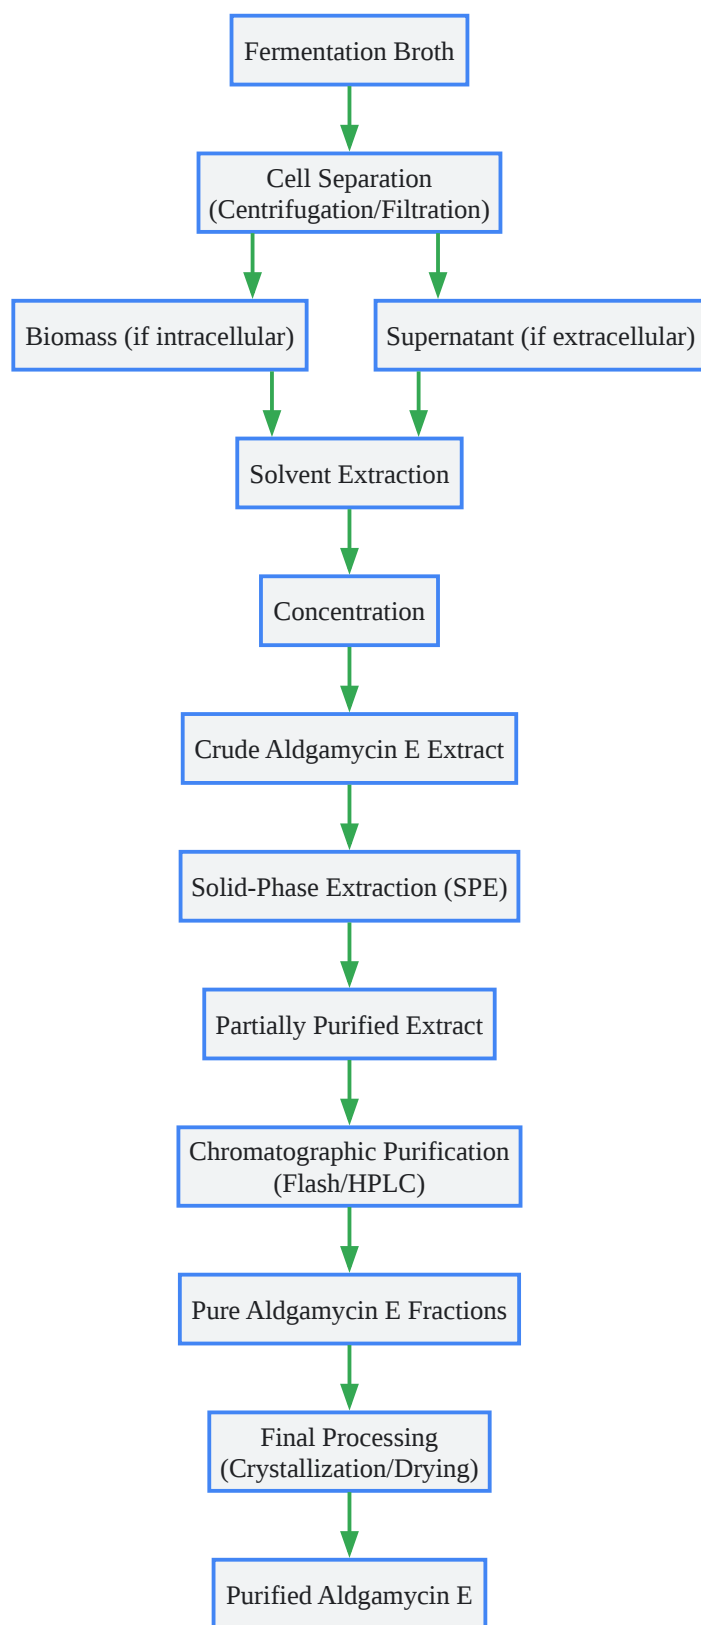 Fermentation Broth
Cell Separation
(Centrifugation/Filtration)
Biomass (if intracellular)
Supernatant (if extracellular)
Solvent Extraction
Concentration
Crude Aldgamycin E Extract
Solid-Phase Extraction (SPE)
Partially Purified Extract
Chromatographic Purification
(Flash/HPLC)
Pure Aldgamycin E Fractions
Final Processing
(Crystallization/Drying)
Purified Aldgamycin E